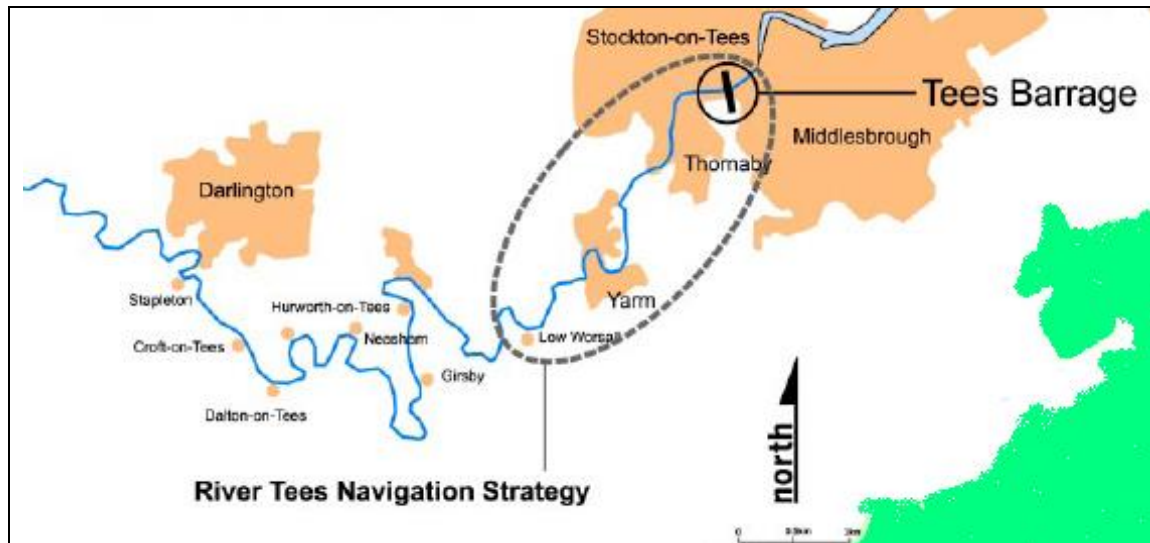 Stockton-on-Tees
Tees Barrage
Middlesbrough
Thornaby
Darlington
Stapleton
Hurworth-on-Tees
Yarm
Croft-on-Tees
Neasham
Low Worsall
Girsby
Dalton-on-Tees
River Tees Navigation Strategy
north
0